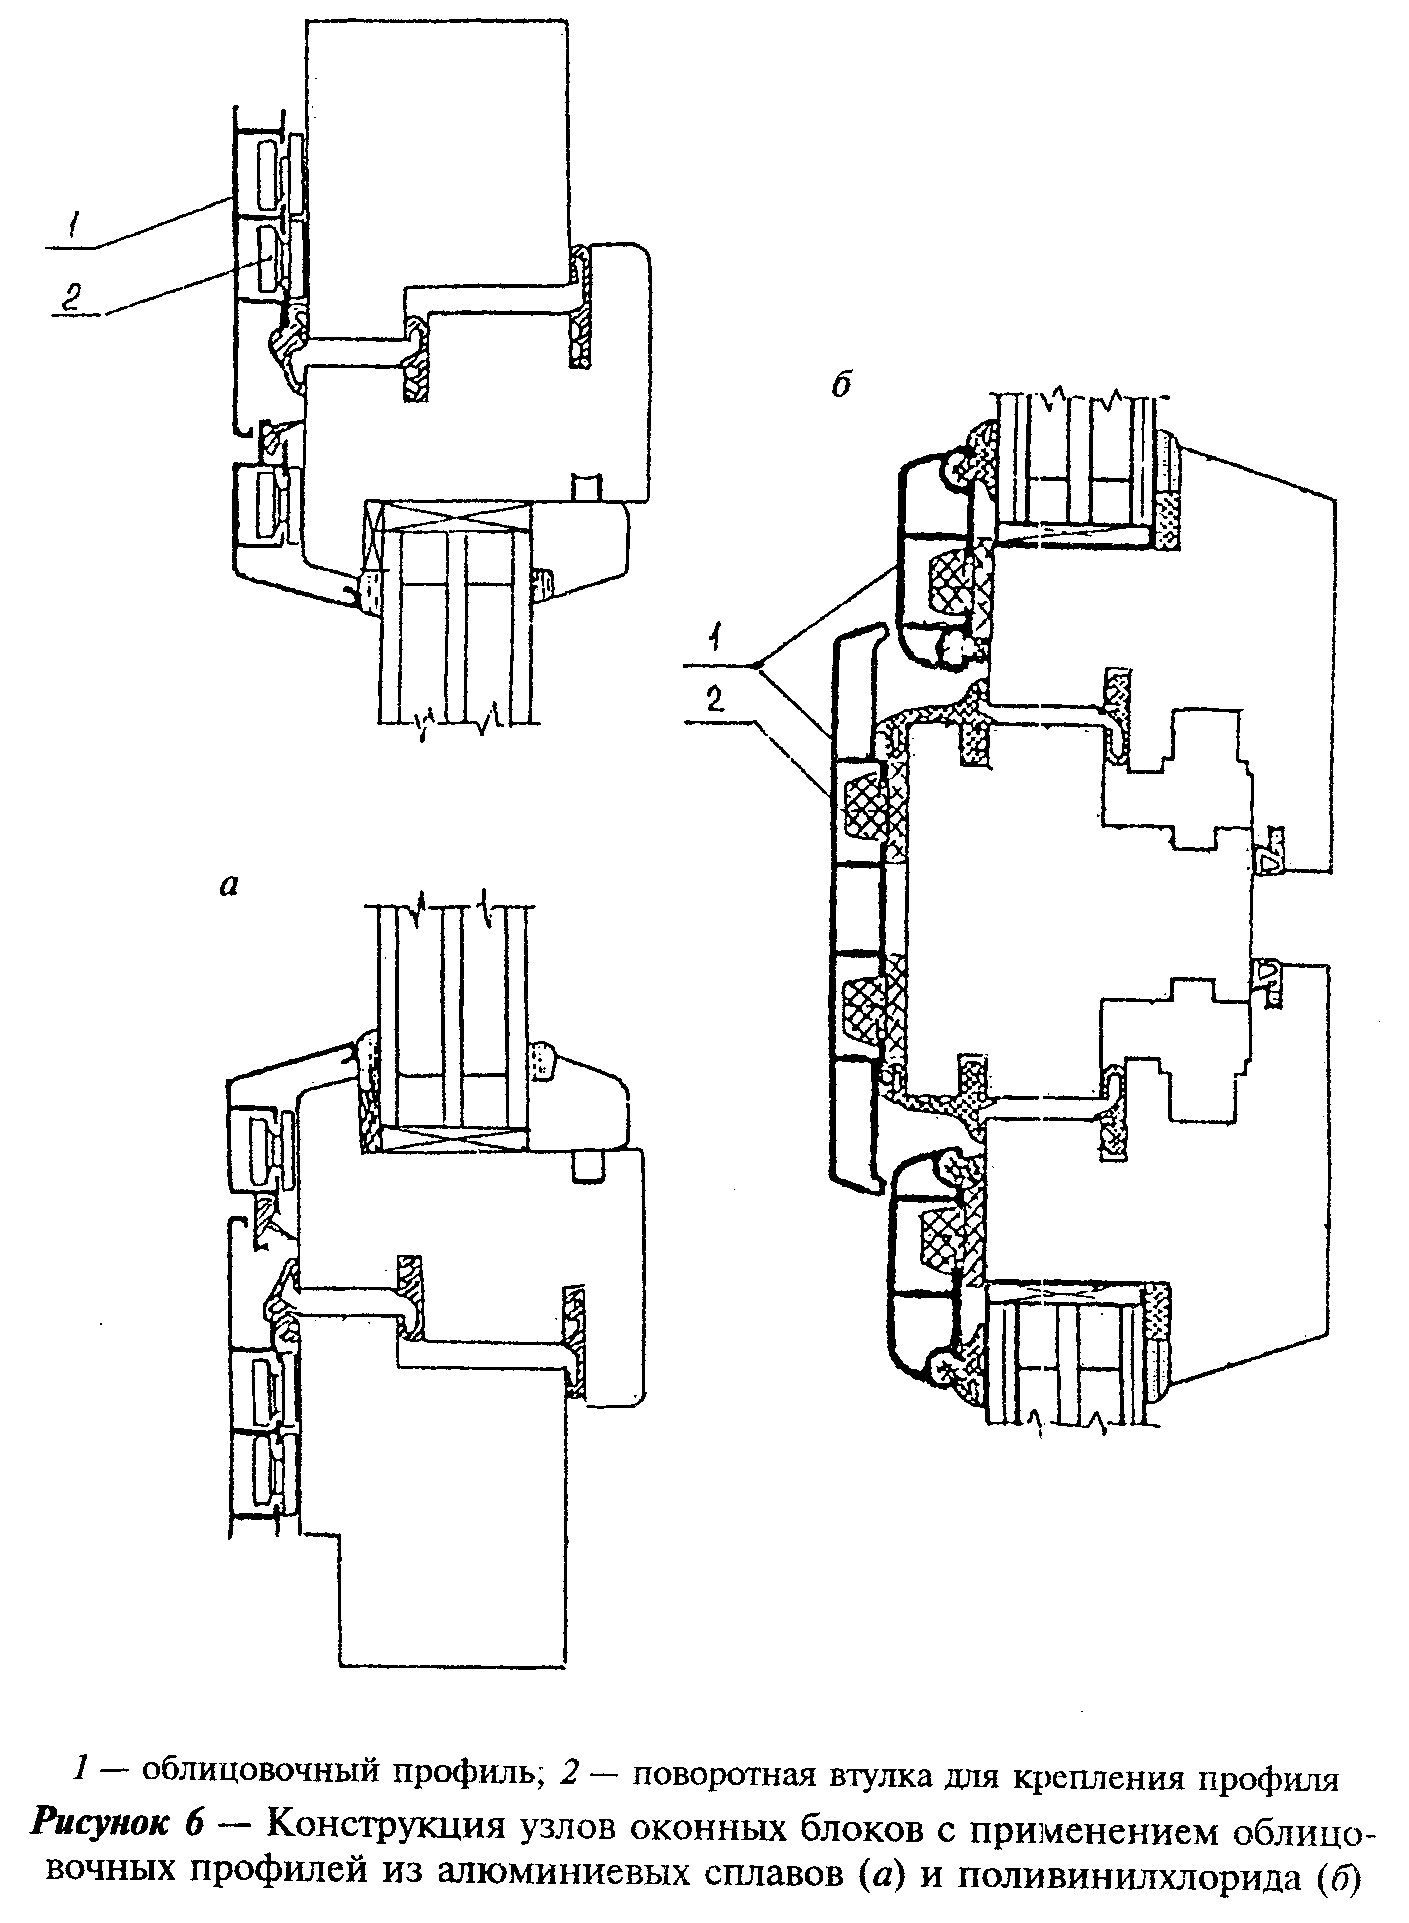 1
2
б
1
2
а
1 — облицовочный профиль; 2 — поворотная втулка для крепления профиля
Рисунок 6 — Конструкция узлов оконных блоков с применением облицо-
вочных профилей из алюминиевых сплавов (а) и поливинилхлорида (б)